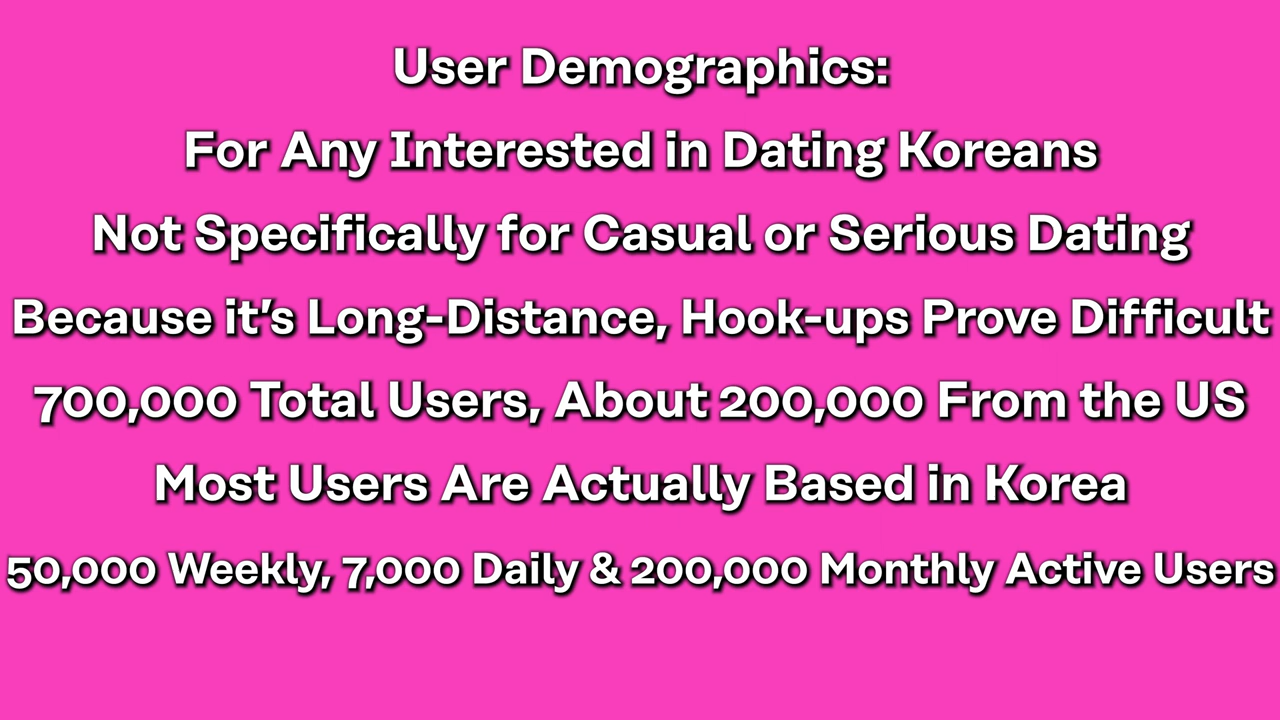 User Demographics:
For Any Interested in Dating Koreans
Not Specifically for Casual or Serious Dating
Because it’s Long-Distance, Hook-ups Prove Difficult
700,000 Total Users, About 200,000 From the US
Most Users Are Actually Based in Korea
50,000 Weekly, 7,000 Daily & 200,000 Monthly Active Users